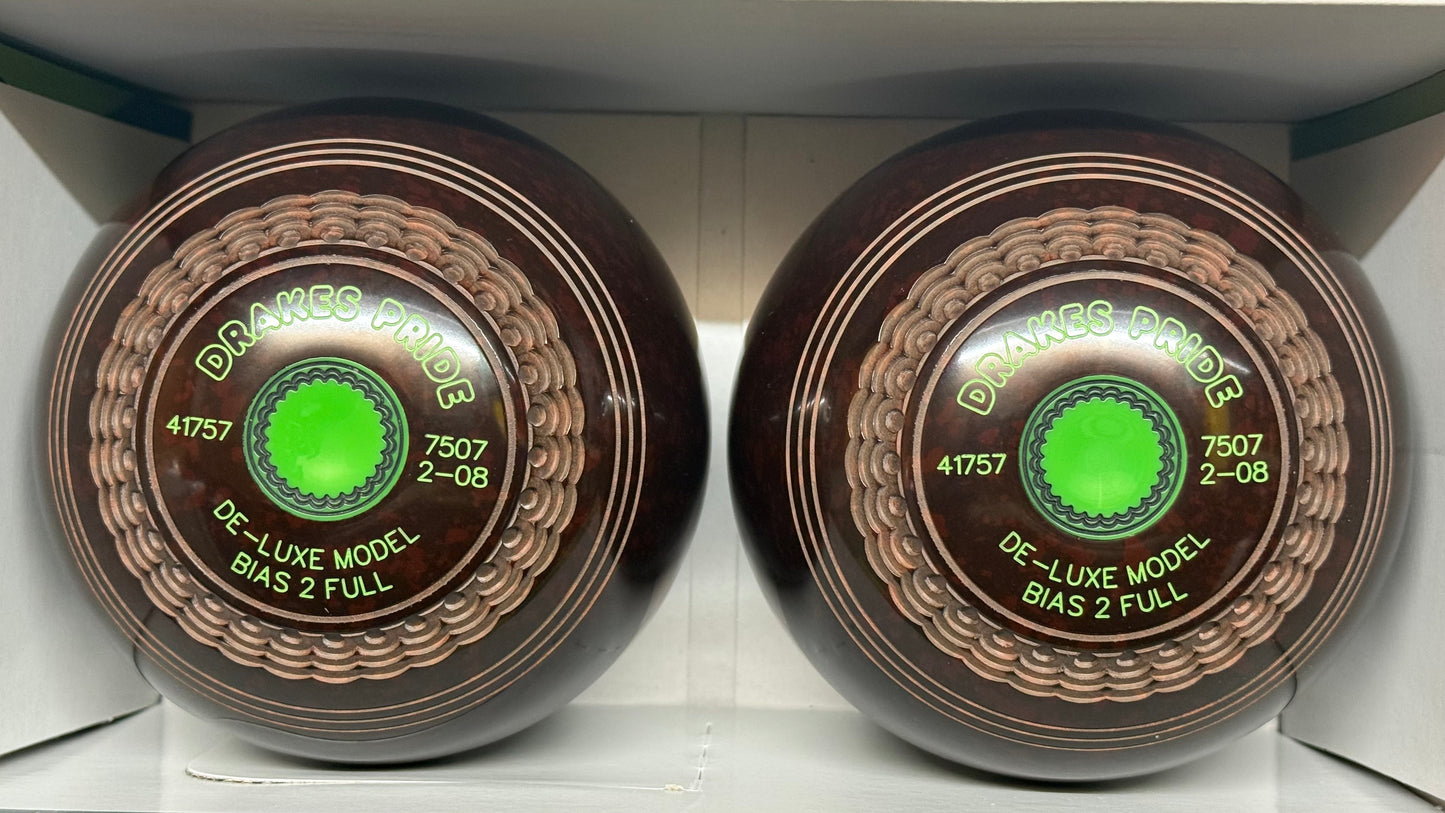 DRAKES PRIDE
41757
7507
2-08
DE-LUXE MODEL
BIAS 2 FULL
DRAKES PRIDE
41757
7507
2-08
DE-LUXE MODEL
BIAS 2 FULL